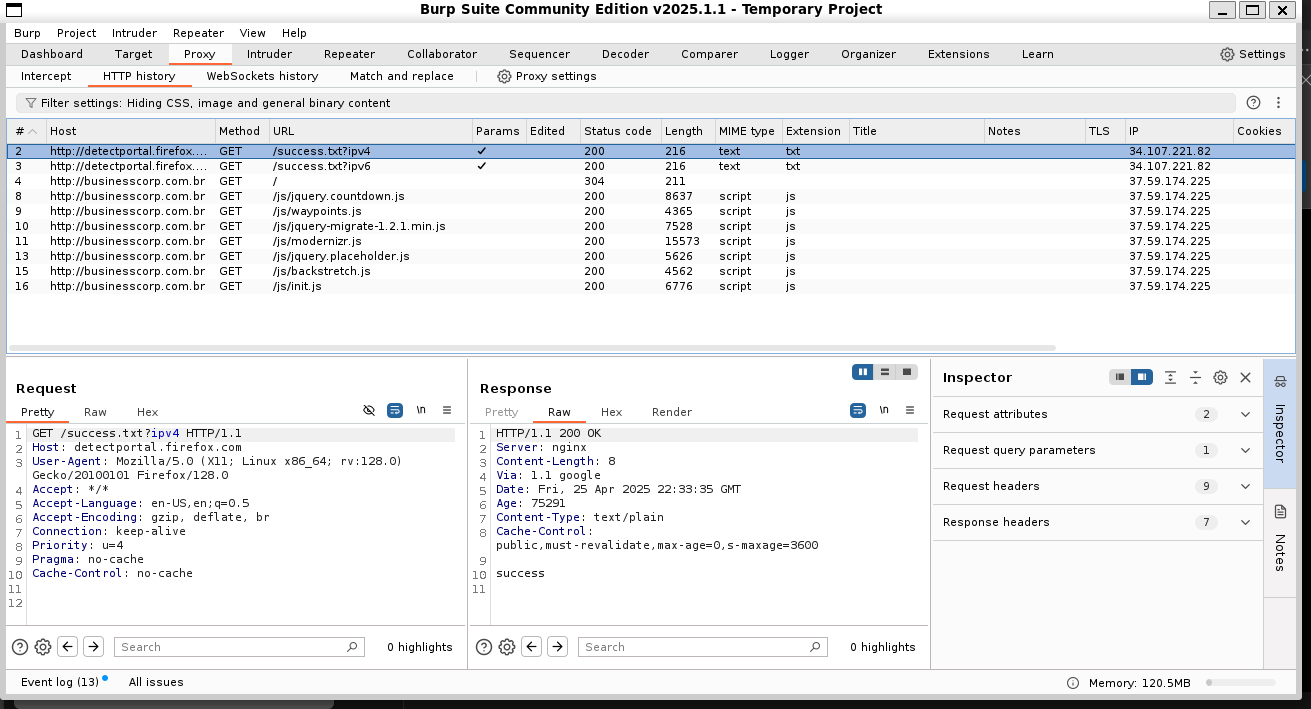 Burp Suite Community Edition v2025.1.1 - Temporary Project
Burp Project Intruder Repeater View Help
Dashboard Target Proxy Intruder Repeater Collaborator Sequencer Decoder Comparer Logger Organizer Extensions Learn Settings
Intercept HTTP history WebSockets history Match and replace Proxy settings
Filter settings: Hiding CSS, image and general binary content
# Host Method URL Params Edited Status code Length MIME type Extension Title Notes TLS IP Cookies
2 http://detectportal.firefox.... GET /success.txt?ipv4 ✓ 200 216 text txt 34.107.221.82
3 http://detectportal.firefox.... GET /success.txt?ipv6 ✓ 200 216 text txt 34.107.221.82
4 http://businesscorp.com.br GET / 304 211 37.59.174.225
8 http://businesscorp.com.br GET /js/jquery.countdown.js 200 8637 script js 37.59.174.225
9 http://businesscorp.com.br GET /js/waypoints.js 200 4365 script js 37.59.174.225
10 http://businesscorp.com.br GET /js/jquery-migrate-1.2.1.min.js 200 7528 script js 37.59.174.225
11 http://businesscorp.com.br GET /js/modernizr.js 200 15573 script js 37.59.174.225
13 http://businesscorp.com.br GET /js/jquery.placeholder.js 200 5626 script js 37.59.174.225
15 http://businesscorp.com.br GET /js/backstretch.js 200 4562 script js 37.59.174.225
16 http://businesscorp.com.br GET /js/init.js 200 6776 script js 37.59.174.225
Request
Pretty Raw Hex \n
1 GET /success.txt?ipv4 HTTP/1.1
2 Host: detectportal.firefox.com
3 User-Agent: Mozilla/5.0 (X11; Linux x86_64; rv:128.0)
Gecko/20100101 Firefox/128.0
4 Accept: */*
5 Accept-Language: en-US,en;q=0.5
6 Accept-Encoding: gzip, deflate, br
7 Connection: keep-alive
8 Priority: u=4
9 Pragma: no-cache
10 Cache-Control: no-cache
11
12
Search 0 highlights
Response
Pretty Raw Hex Render \n
1 HTTP/1.1 200 OK
2 Server: nginx
3 Content-Length: 8
4 Via: 1.1 google
5 Date: Fri, 25 Apr 2025 22:33:35 GMT
6 Age: 75291
7 Content-Type: text/plain
8 Cache-Control:
public,must-revalidate,max-age=0,s-maxage=3600
9
10 success
11
Search 0 highlights
Inspector
Request attributes 2
Request query parameters 1
Request headers 9
Response headers 7
Inspector
Notes
Event log (13) All issues Memory: 120.5MB